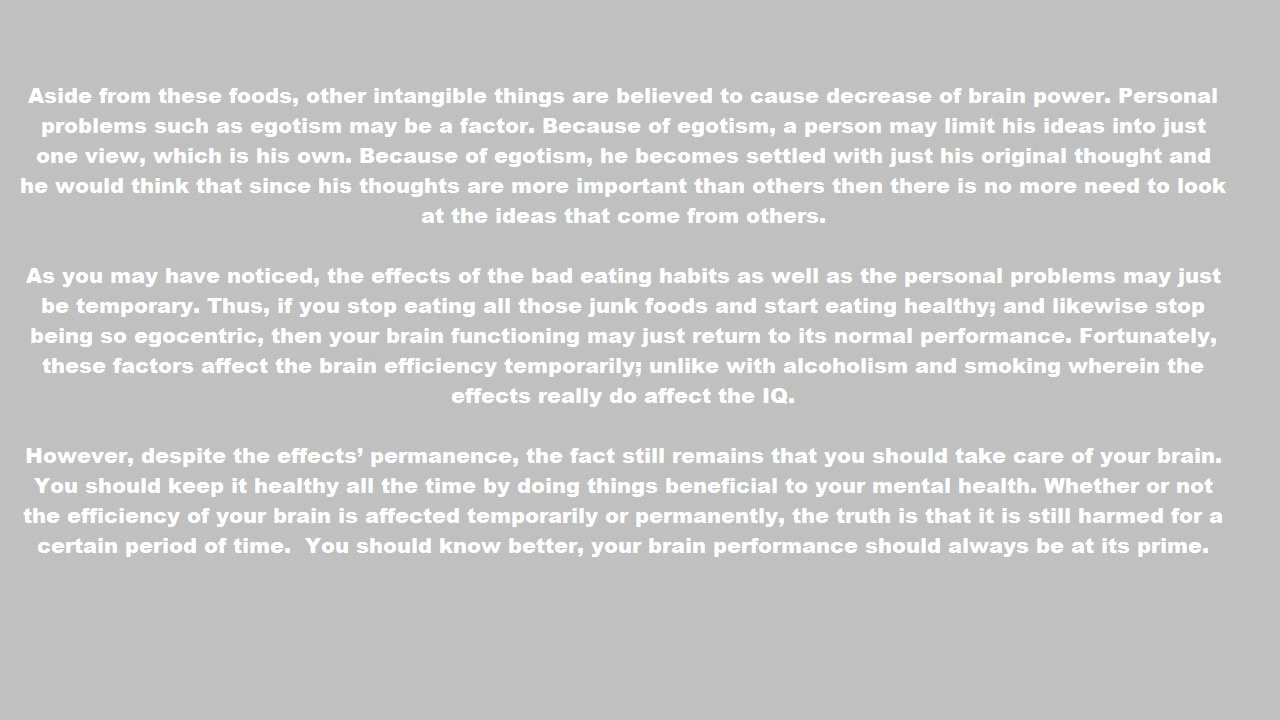 Aside from these foods, other intangible things are believed to cause decrease of brain power. Personal
problems such as egotism may be a factor. Because of egotism, a person may limit his ideas into just
one view, which is his own. Because of egotism, he becomes settled with just his original thought and
he would think that since his thoughts are more important than others then there is no more need to look
at the ideas that come from others.
As you may have noticed, the effects of the bad eating habits as well as the personal problems may just
be temporary. Thus, if you stop eating all those junk foods and start eating healthy; and likewise stop
being so egocentric, then your brain functioning may just return to its normal performance. Fortunately,
these factors affect the brain efficiency temporarily; unlike with alcoholism and smoking wherein the
effects really do affect the IQ.
However, despite the effects’ permanence, the fact still remains that you should take care of your brain.
You should keep it healthy all the time by doing things beneficial to your mental health. Whether or not
the efficiency of your brain is affected temporarily or permanently, the truth is that it is still harmed for a
certain period of time.  You should know better, your brain performance should always be at its prime.